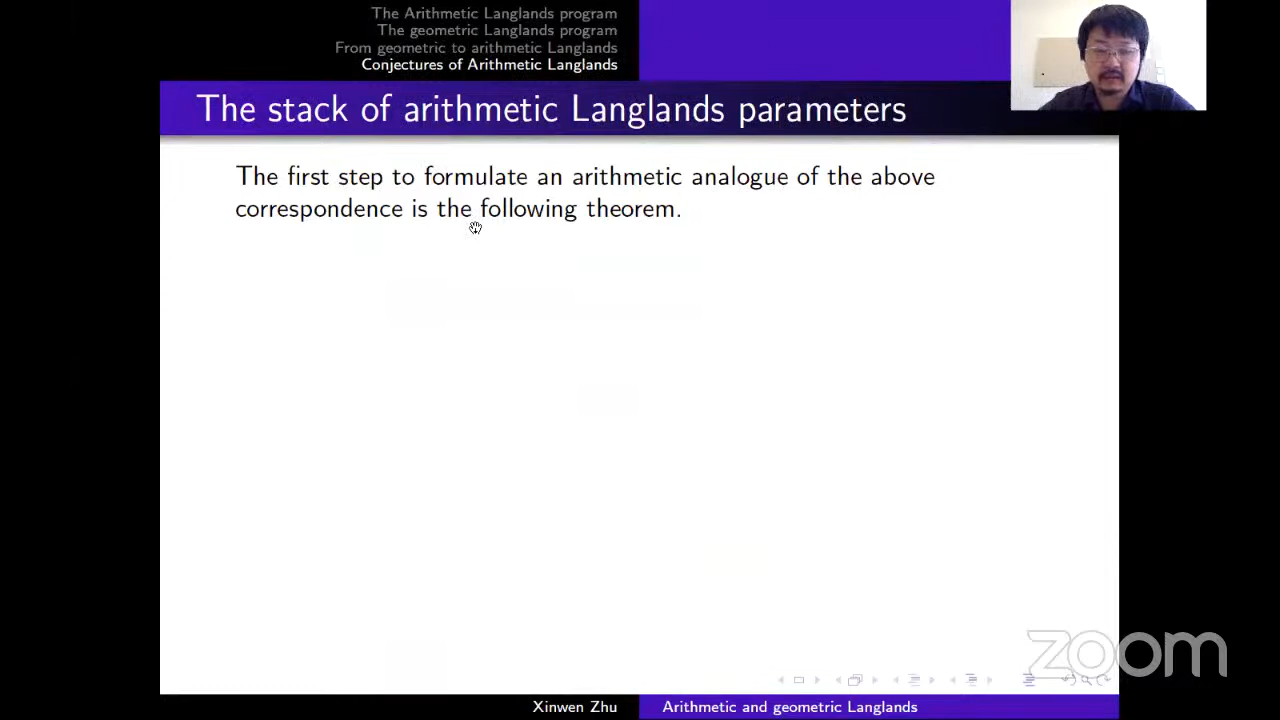 The Arithmetic Langlands program
The geometric Langlands program
From geometric to arithmetic Langlands
Conjectures of Arithmetic Langlands
The stack of arithmetic Langlands parameters
The first step to formulate an arithmetic analogue of the above
correspondence is the following theorem.
zoom
Xinwen Zhu
Arithmetic and geometric Langlands